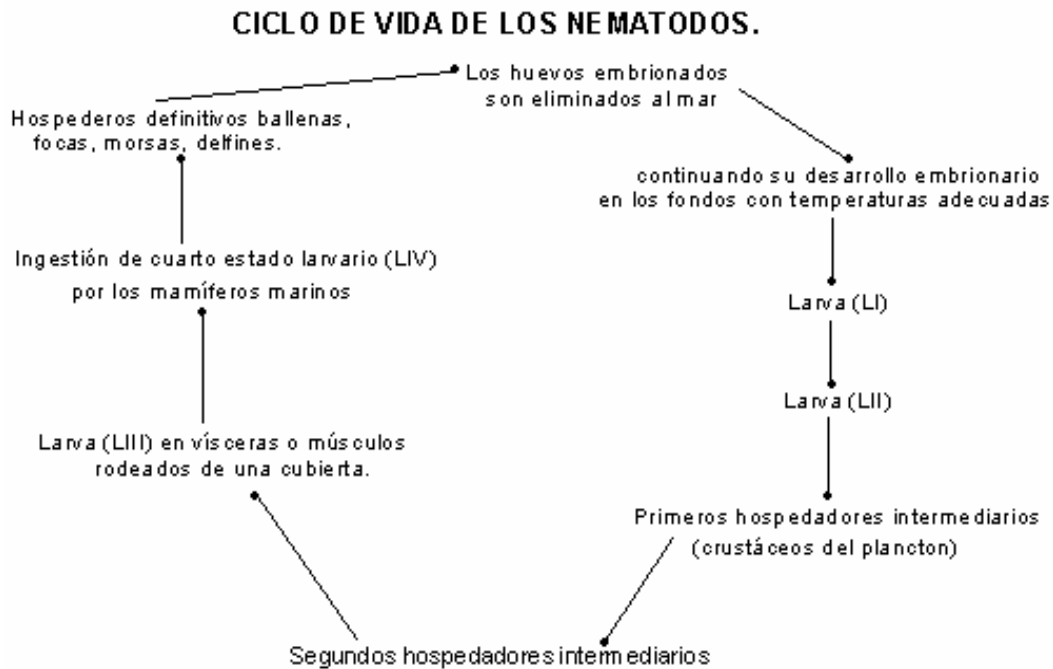 CICLO DE VIDA DE LOS NEMATODOS.
Los huevos embrionados
son eliminados al mar
continuando su desarrollo embrionario
en los fondos con temperaturas adecuadas
Larva (LI)
Larva (LII)
Primeros hospedadores intermediarios
(crustáceos del plancton)
Segundos hospedadores intermediarios
Larva (LIII) en vísceras o músculos
rodeados de una cubierta.
Ingestión de cuarto estado larvario (LIV)
por los mamíferos marinos
Hospederos definitivos ballenas,
focas, morsas, delfines.